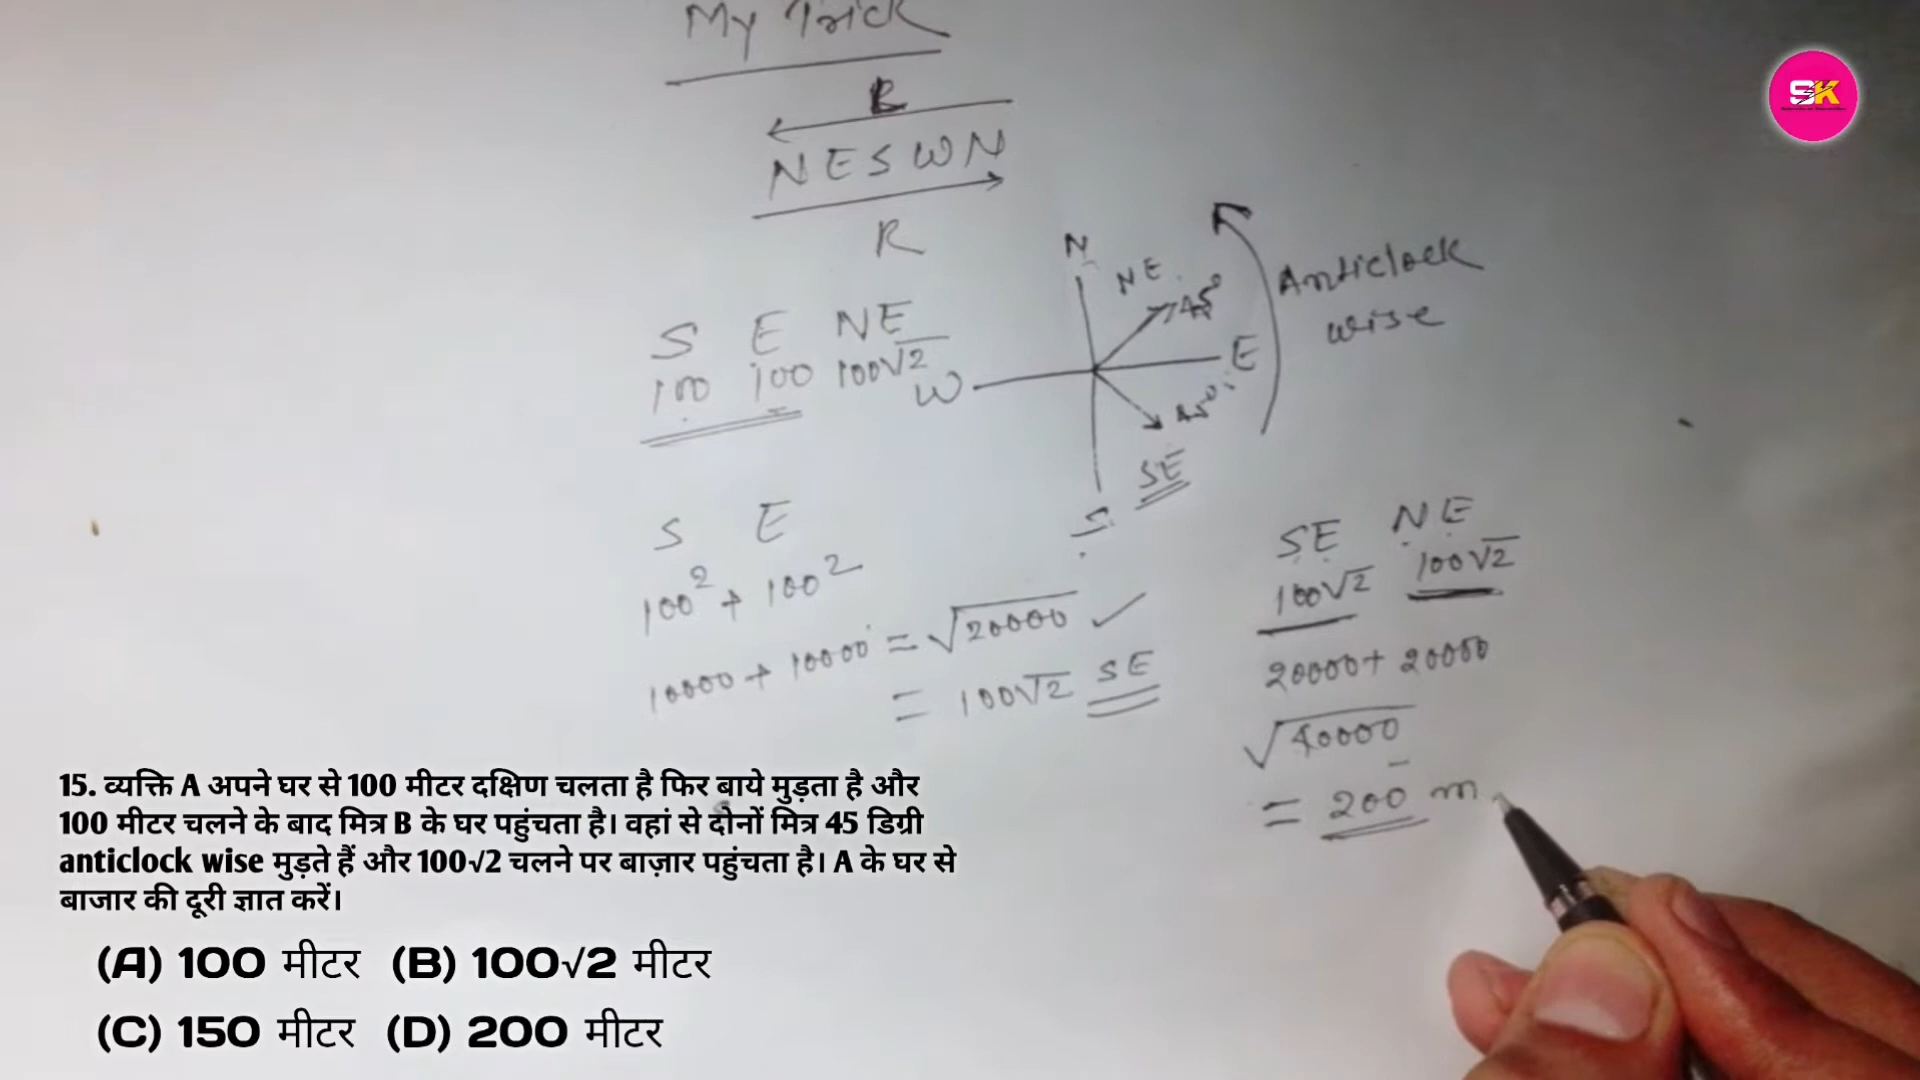 My Trick
L
NESWN
R
S E NE
100 100 100√2
N
NE
45°
E
W
45°
SE
S
Anticlock
wise
S E
100² + 100²
10000 + 10000 = √20000 ✓
= 100√2 SE
SE NE
100√2 100√2
20000 + 20000
√40000
= 200 m
15. व्यक्ति A अपने घर से 100 मीटर दक्षिण चलता है फिर बाये मुड़ता है और
100 मीटर चलने के बाद मित्र B के घर पहुंचता है। वहां से दोनों मित्र 45 डिग्री
anticlock wise मुड़ते हैं और 100√2 चलने पर बाज़ार पहुंचता है। A के घर से
बाजार की दूरी ज्ञात करें।
(A) 100 मीटर (B) 100√2 मीटर
(C) 150 मीटर (D) 200 मीटर
SK